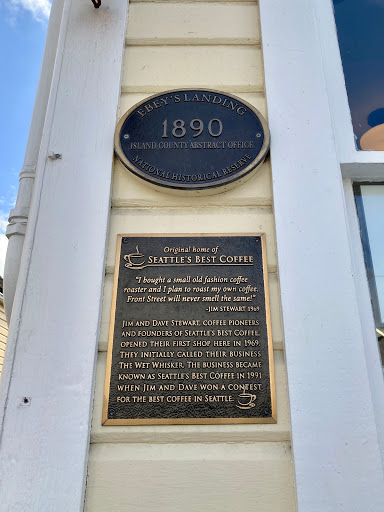 EBEY'S LANDING
1890
ISLAND COUNTY ABSTRACT OFFICE
NATIONAL HISTORICAL RESERVE
Original home of
SEATTLE'S BEST COFFEE
"I bought a small old fashion coffee
roaster and I plan to roast my own coffee.
Front Street will never smell the same!"
-JIM STEWART 1969
JIM AND DAVE STEWART, COFFEE PIONEERS
AND FOUNDERS OF SEATTLE'S BEST COFFEE,
OPENED THEIR FIRST SHOP HERE IN 1969.
THEY INITIALLY CALLED THEIR BUSINESS
THE WET WHISKER. THE BUSINESS BECAME
KNOWN AS SEATTLE'S BEST COFFEE IN 1991
WHEN JIM AND DAVE WON A CONTEST
FOR THE BEST COFFEE IN SEATTLE.